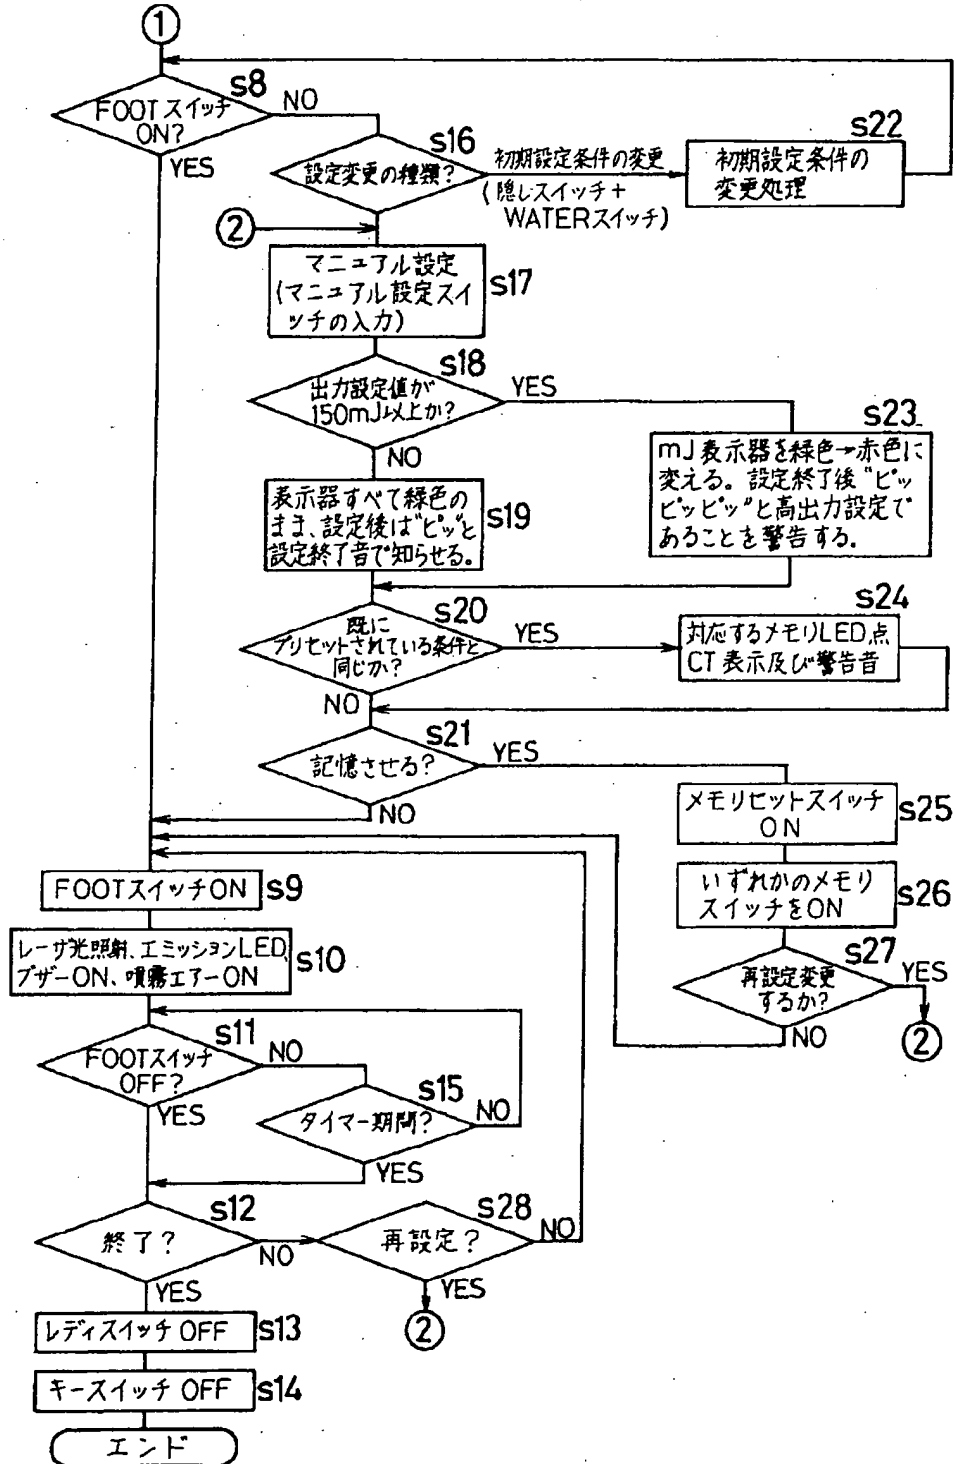 ①
s8
FOOTスイッチ
ON?
NO
YES
s16
設定変更の種類?
初期設定条件の変更
(隠しスイッチ+
WATERスイッチ)
s22
初期設定条件の
変更処理
②
マニュアル設定
(マニュアル設定スイ
ッチの入力)
s17
s18
出力設定値が
150mJ以上か?
YES
NO
s23
mJ表示器を緑色→赤色に
変える。設定終了後“ピッ
ピッピッ”と高出力設定で
あることを警告する。
表示器すべて緑色の
まま、設定後は“ピッ”と
設定終了音で知らせる。
s19
s20
既に
プリセットされている条件と
同じか?
YES
NO
s24
対応するメモリLED点
CT表示及び警告音
s21
記憶させる?
YES
NO
メモリセットスイッチ
ON
s25
いずれかのメモリ
スイッチをON
s26
s27
再設定変更
するか?
YES
NO
②
FOOTスイッチON
s9
レーザ光照射、エミッションLED、
ブザーON、噴霧エアーON
s10
s11
FOOTスイッチ
OFF?
NO
YES
s15
タイマー期間?
NO
YES
s12
終了?
NO
YES
s28
再設定?
NO
YES
②
レディスイッチ OFF
s13
キースイッチ OFF
s14
エンド